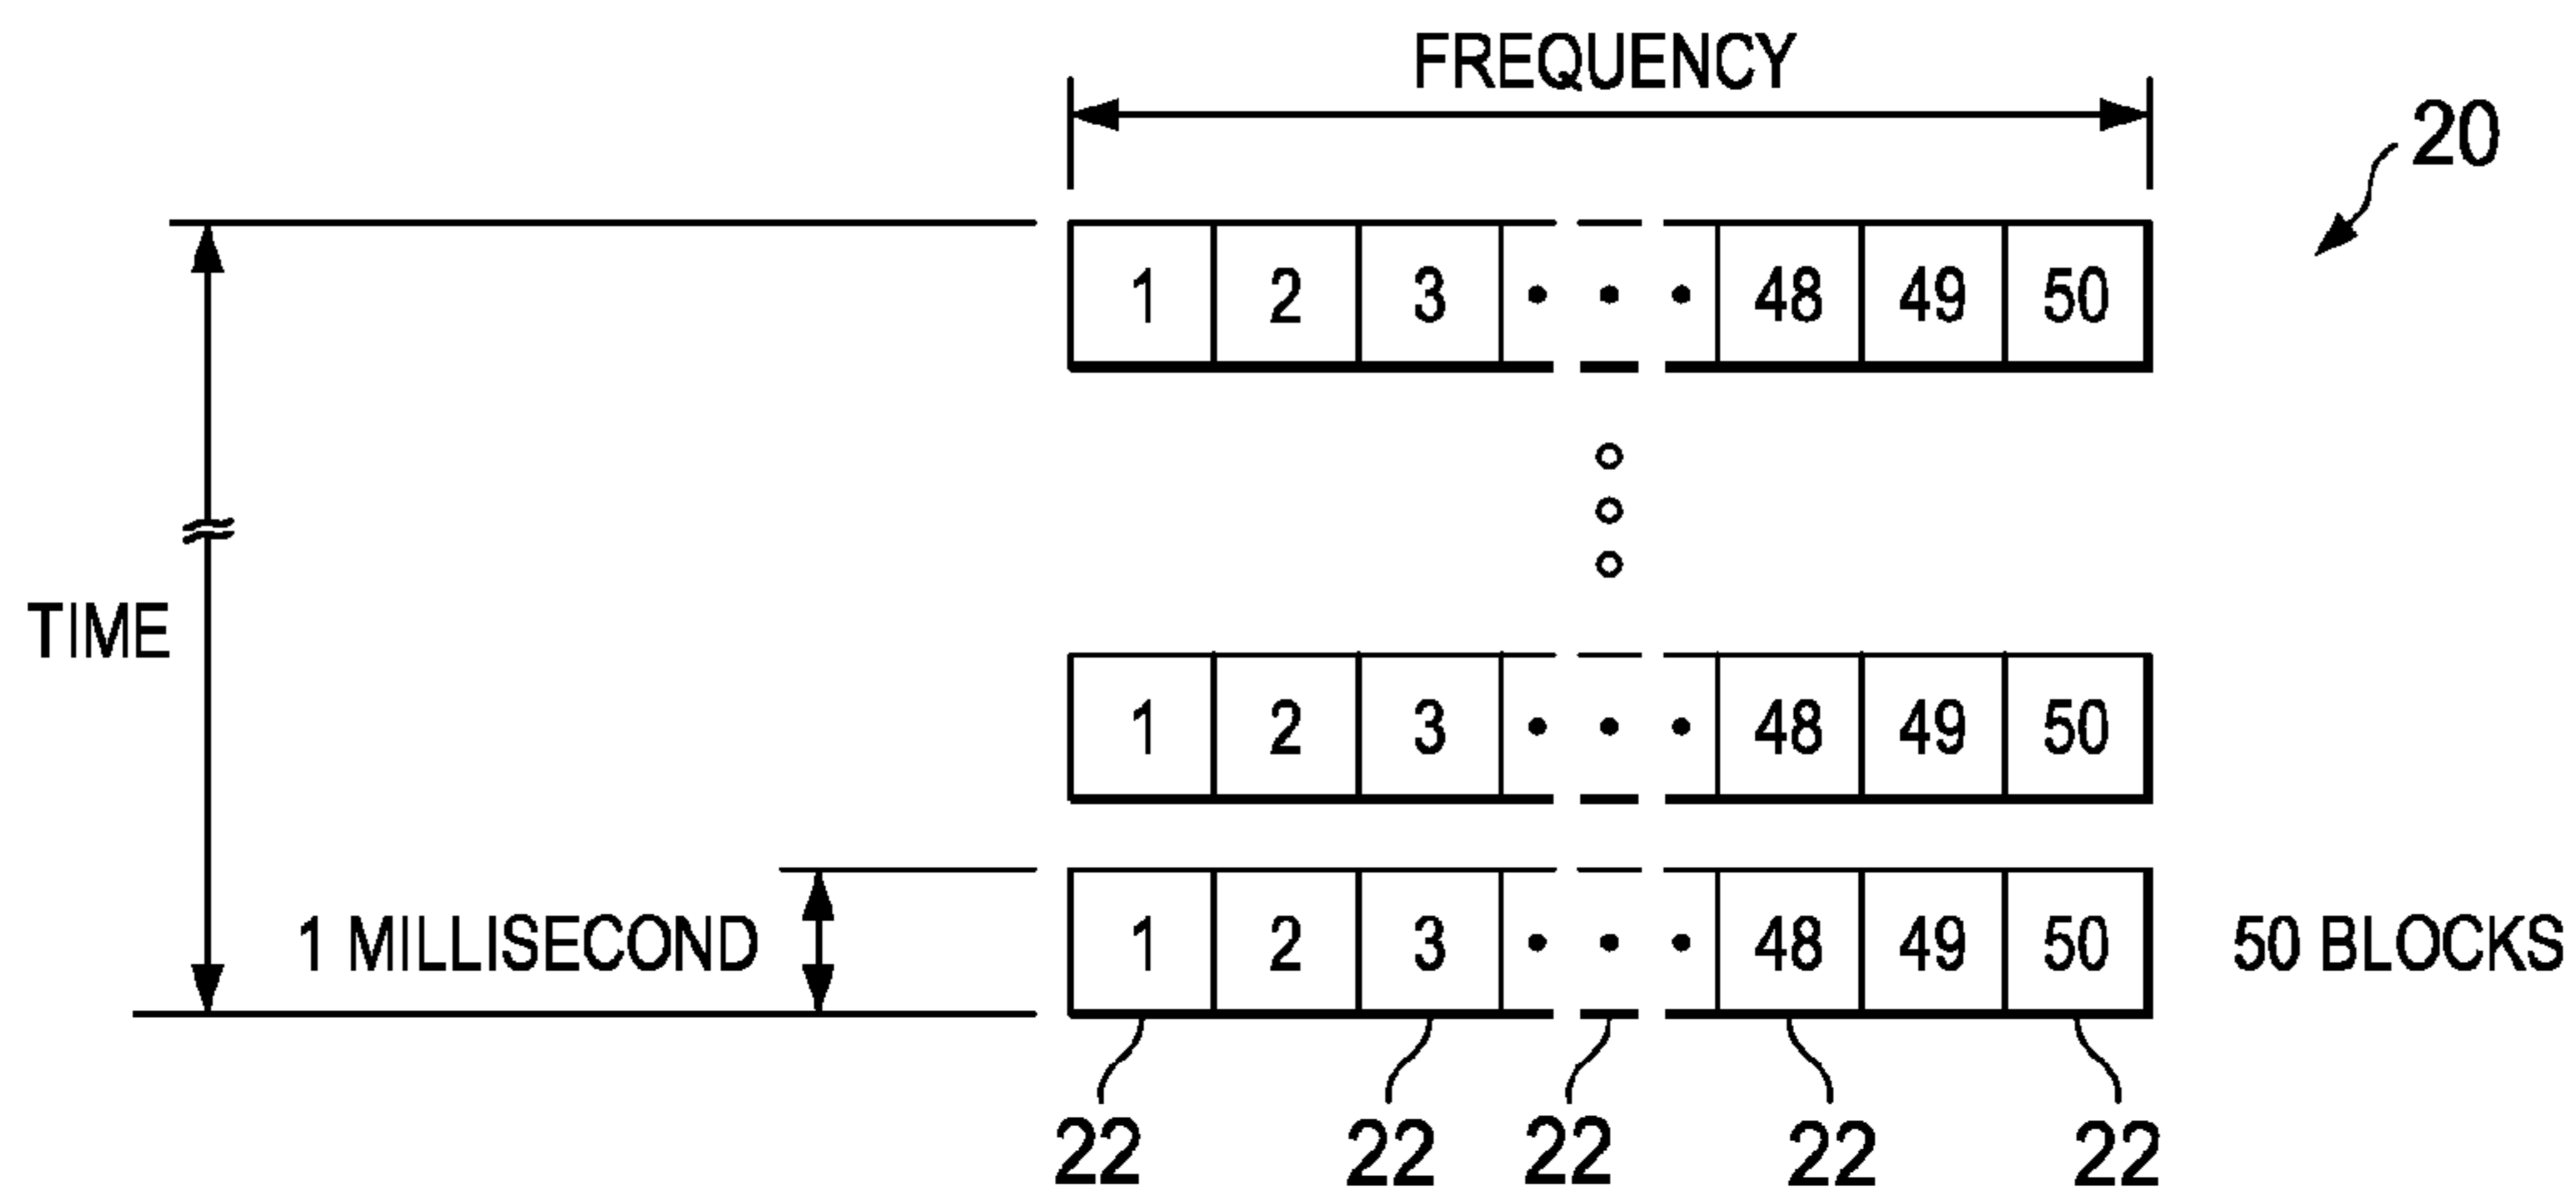 FREQUENCY
20
1 2 3 • • • 48 49 50
TIME
1 2 3 • • • 48 49 50
1 MILLISECOND 1 2 3 • • • 48 49 50 50 BLOCKS
22 22 22 22 22